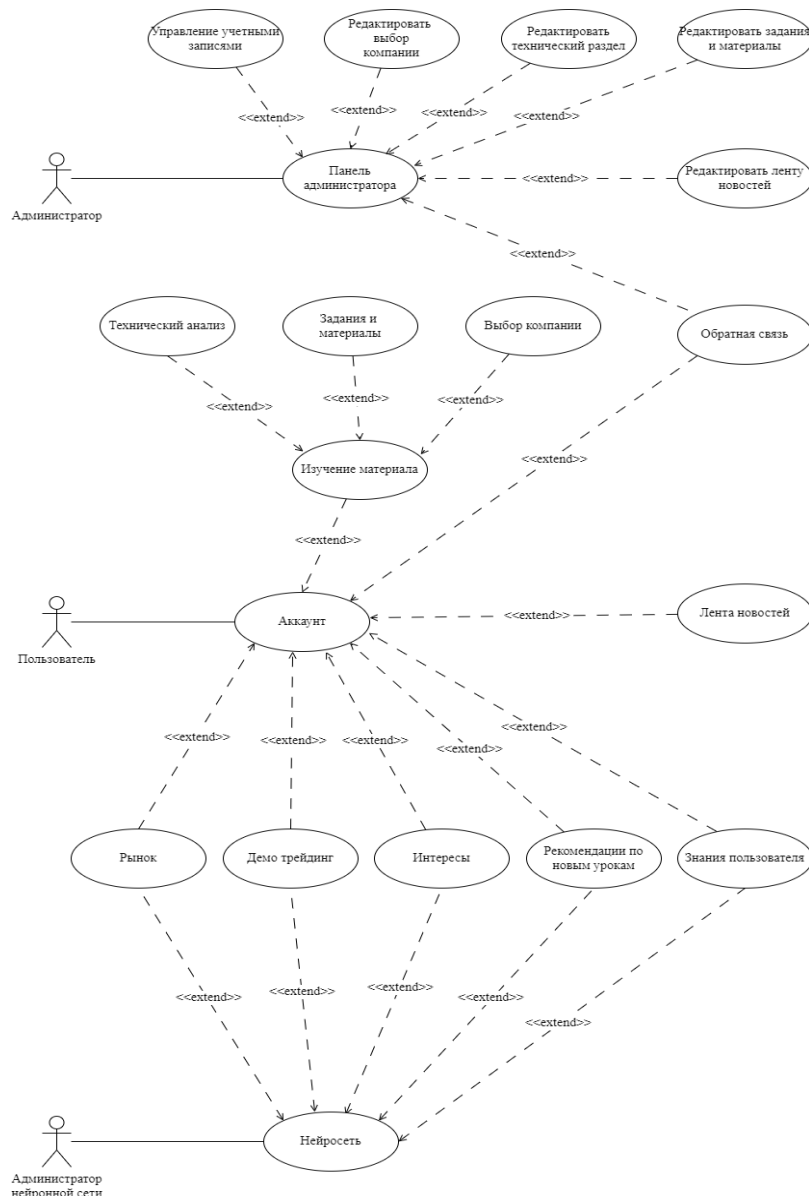 Управление учетными
записями
Редактировать
выбор
компании
Редактировать
технический раздел
Редактировать задания
и материалы
<<extend>>
<<extend>>
<<extend>>
<<extend>>
Администратор
Панель
администратора
<<extend>>
Редактировать ленту
новостей
<<extend>>
Технический анализ
Задания и
материалы
Выбор компании
Обратная связь
<<extend>>
<<extend>>
<<extend>>
<<extend>>
Изучение материала
<<extend>>
Пользователь
Аккаунт
<<extend>>
Лента новостей
<<extend>>
<<extend>>
<<extend>>
<<extend>>
<<extend>>
Рынок
Демо трейдинг
Интересы
Рекомендации по
новым урокам
Знания пользователя
<<extend>>
<<extend>>
<<extend>>
<<extend>>
<<extend>>
Нейросеть
Администратор
нейронной сети